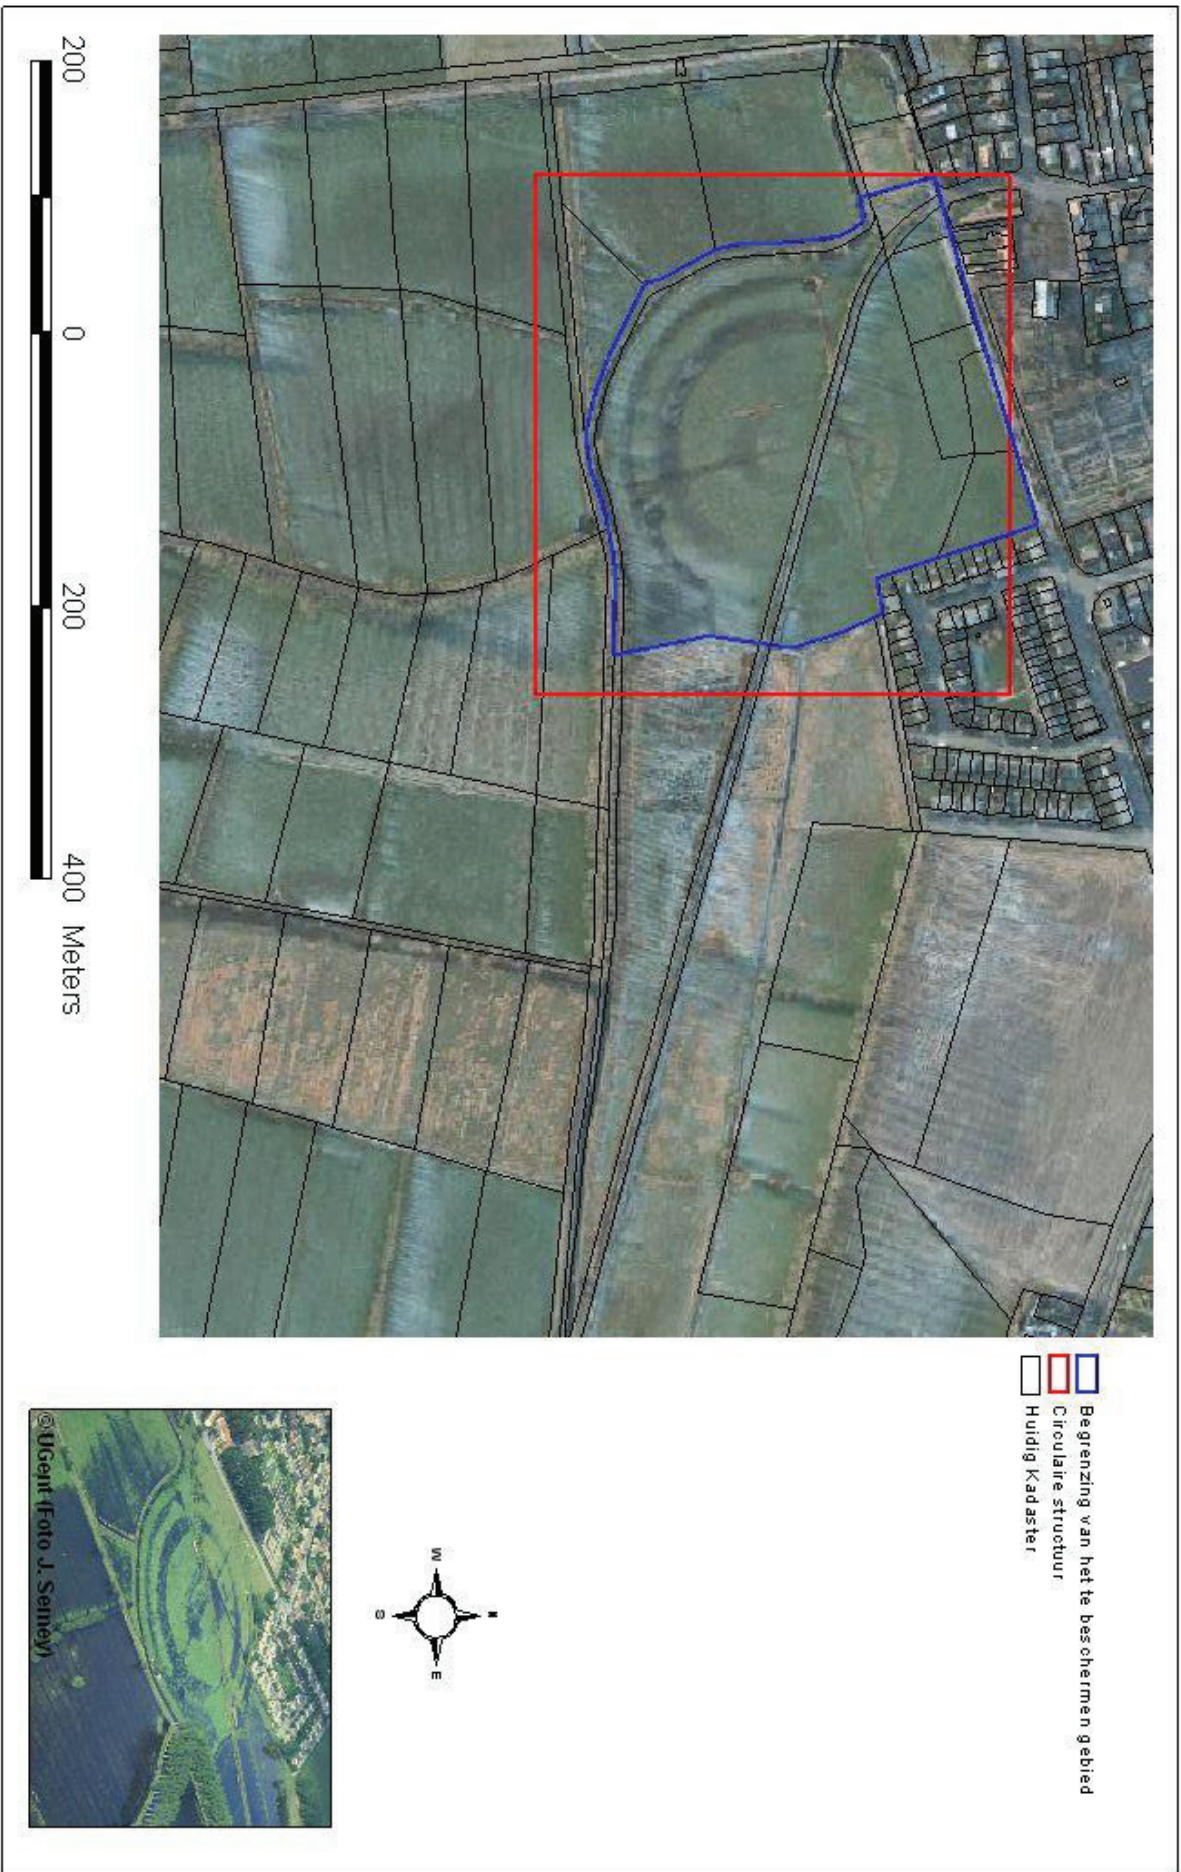 Begrenzing van het te beschermen gebied
Circulaire structuur
Huidig Kadaster
N
W
E
S
©UGent (Foto J. Semey)
200
0
200
400 Meters